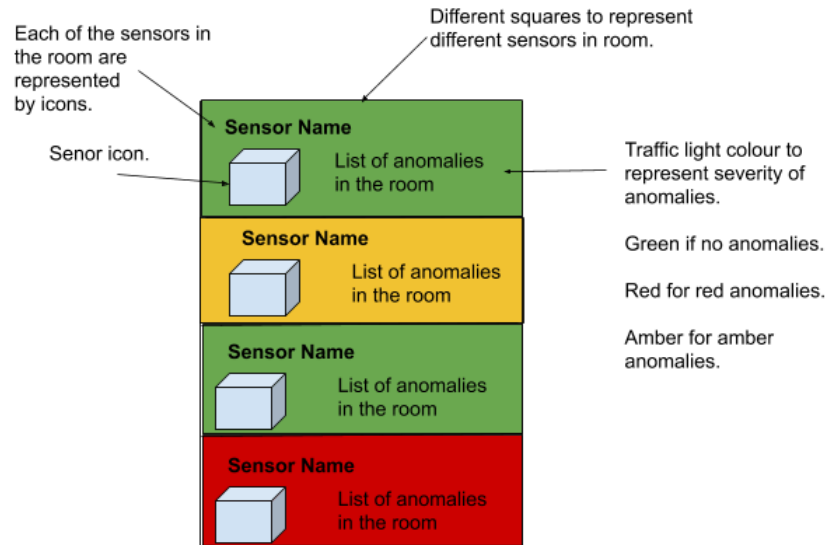 Different squares to represent
different sensors in room.
Each of the sensors in
the room are
represented
by icons.
Senor icon.
Sensor Name
List of anomalies
in the room
Traffic light colour to
represent severity of
anomalies.
Green if no anomalies.
Red for red anomalies.
Amber for amber
anomalies.
Sensor Name
List of anomalies
in the room
Sensor Name
List of anomalies
in the room
Sensor Name
List of anomalies
in the room